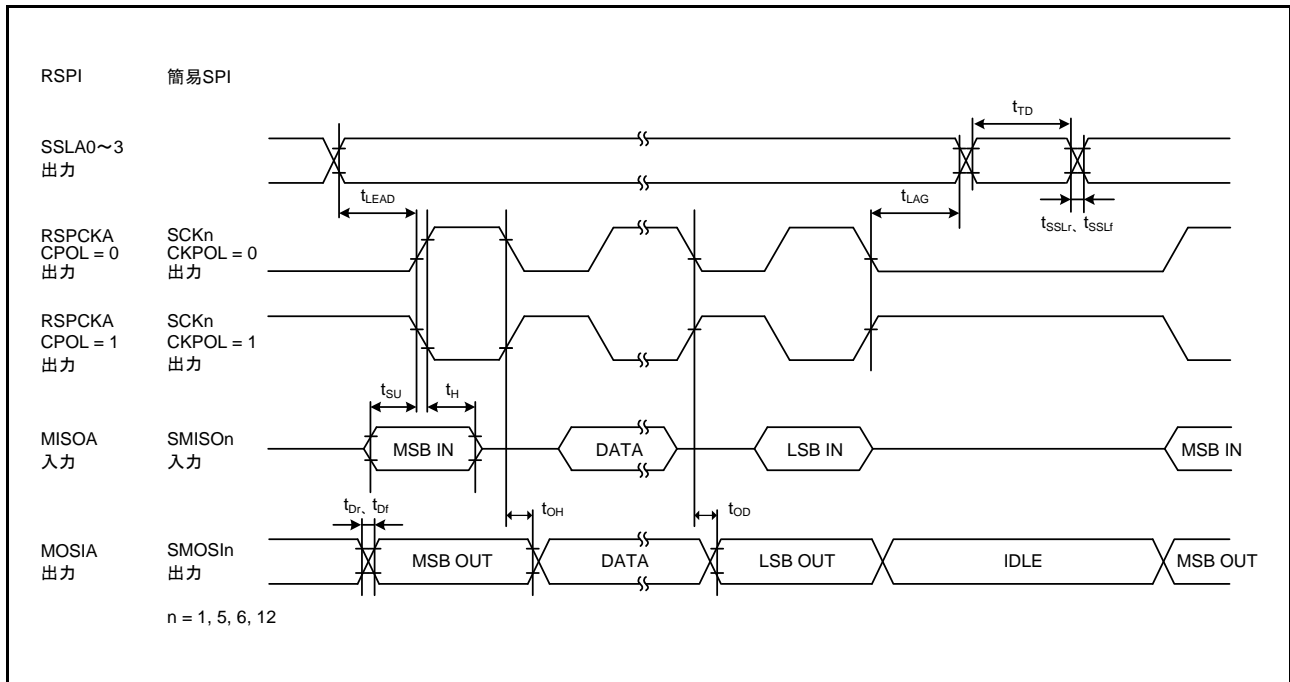 RSPI 簡易SPI
SSLA0～3
出力
tTD
tLEAD
tLAG
tSSLr、tSSLf
RSPCKA SCKn
CPOL = 0 CKPOL = 0
出力 出力
RSPCKA SCKn
CPOL = 1 CKPOL = 1
出力 出力
tSU tH
MISOA SMISOn
入力 入力
MSB IN DATA LSB IN MSB IN
tDr、tDf tOH tOD
MOSIA SMOSIn
出力 出力
MSB OUT DATA LSB OUT IDLE MSB OUT
n = 1, 5, 6, 12